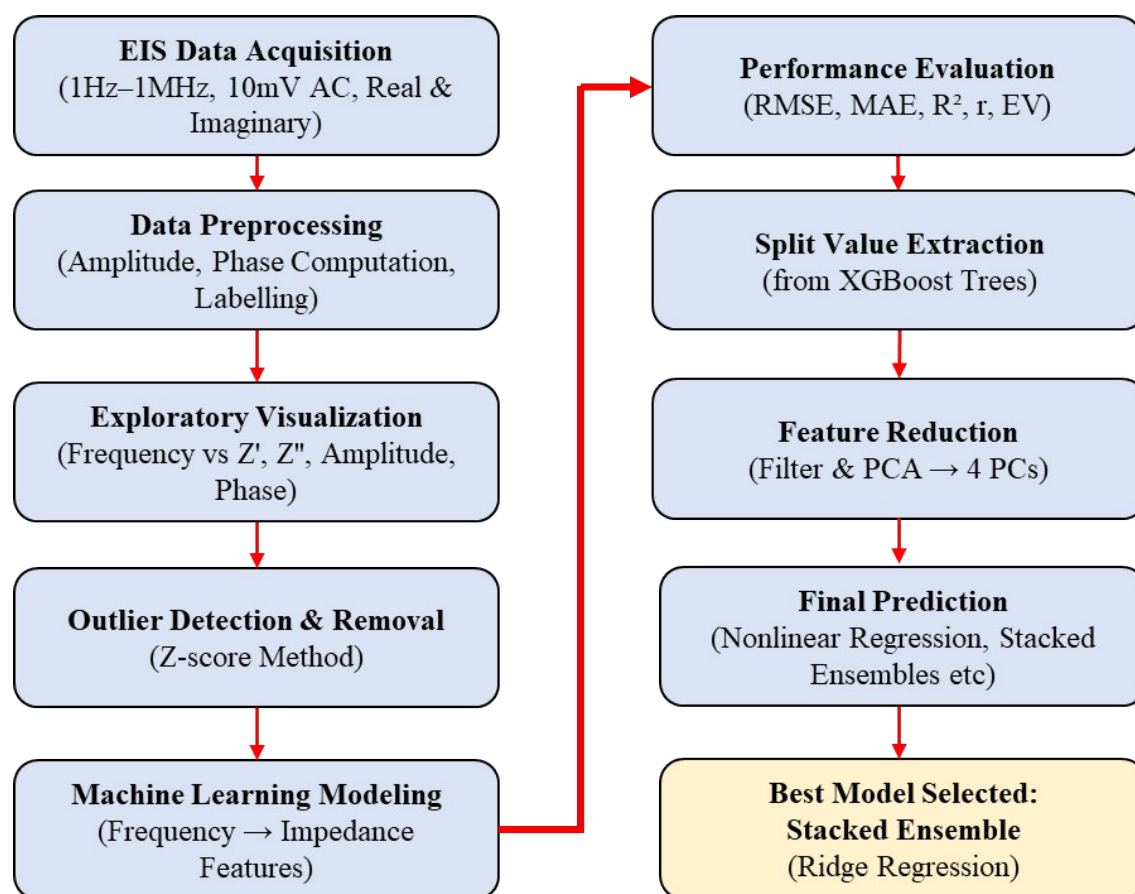 EIS Data Acquisition
(1Hz–1MHz, 10mV AC, Real &
Imaginary)
Data Preprocessing
(Amplitude, Phase Computation,
Labelling)
Exploratory Visualization
(Frequency vs Z', Z", Amplitude,
Phase)
Outlier Detection & Removal
(Z-score Method)
Machine Learning Modeling
(Frequency → Impedance
Features)
Performance Evaluation
(RMSE, MAE, R², r, EV)
Split Value Extraction
(from XGBoost Trees)
Feature Reduction
(Filter & PCA → 4 PCs)
Final Prediction
(Nonlinear Regression, Stacked
Ensembles etc)
Best Model Selected:
Stacked Ensemble
(Ridge Regression)